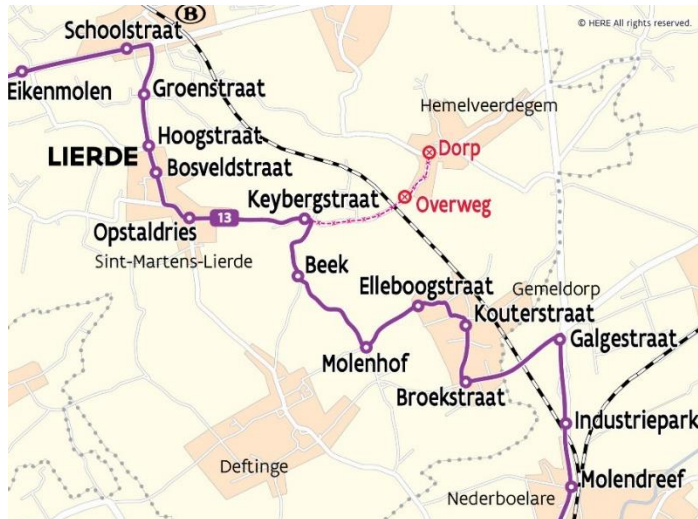 © HERE All rights reserved.
B
Schoolstraat
Eikenmolen
Groenstraat
Hemelveerdegem
Hoogstraat
Dorp
LIERDE
Bosveldstraat
Keybergstraat
Overweg
13
Opstaldries
Sint-Martens-Lierde
Beek
Elleboogstraat
Gemeldorp
Kouterstraat
Galgestraat
Molenhof
Broekstraat
Industriepark
Deftinge
Molendreef
Nederboelare